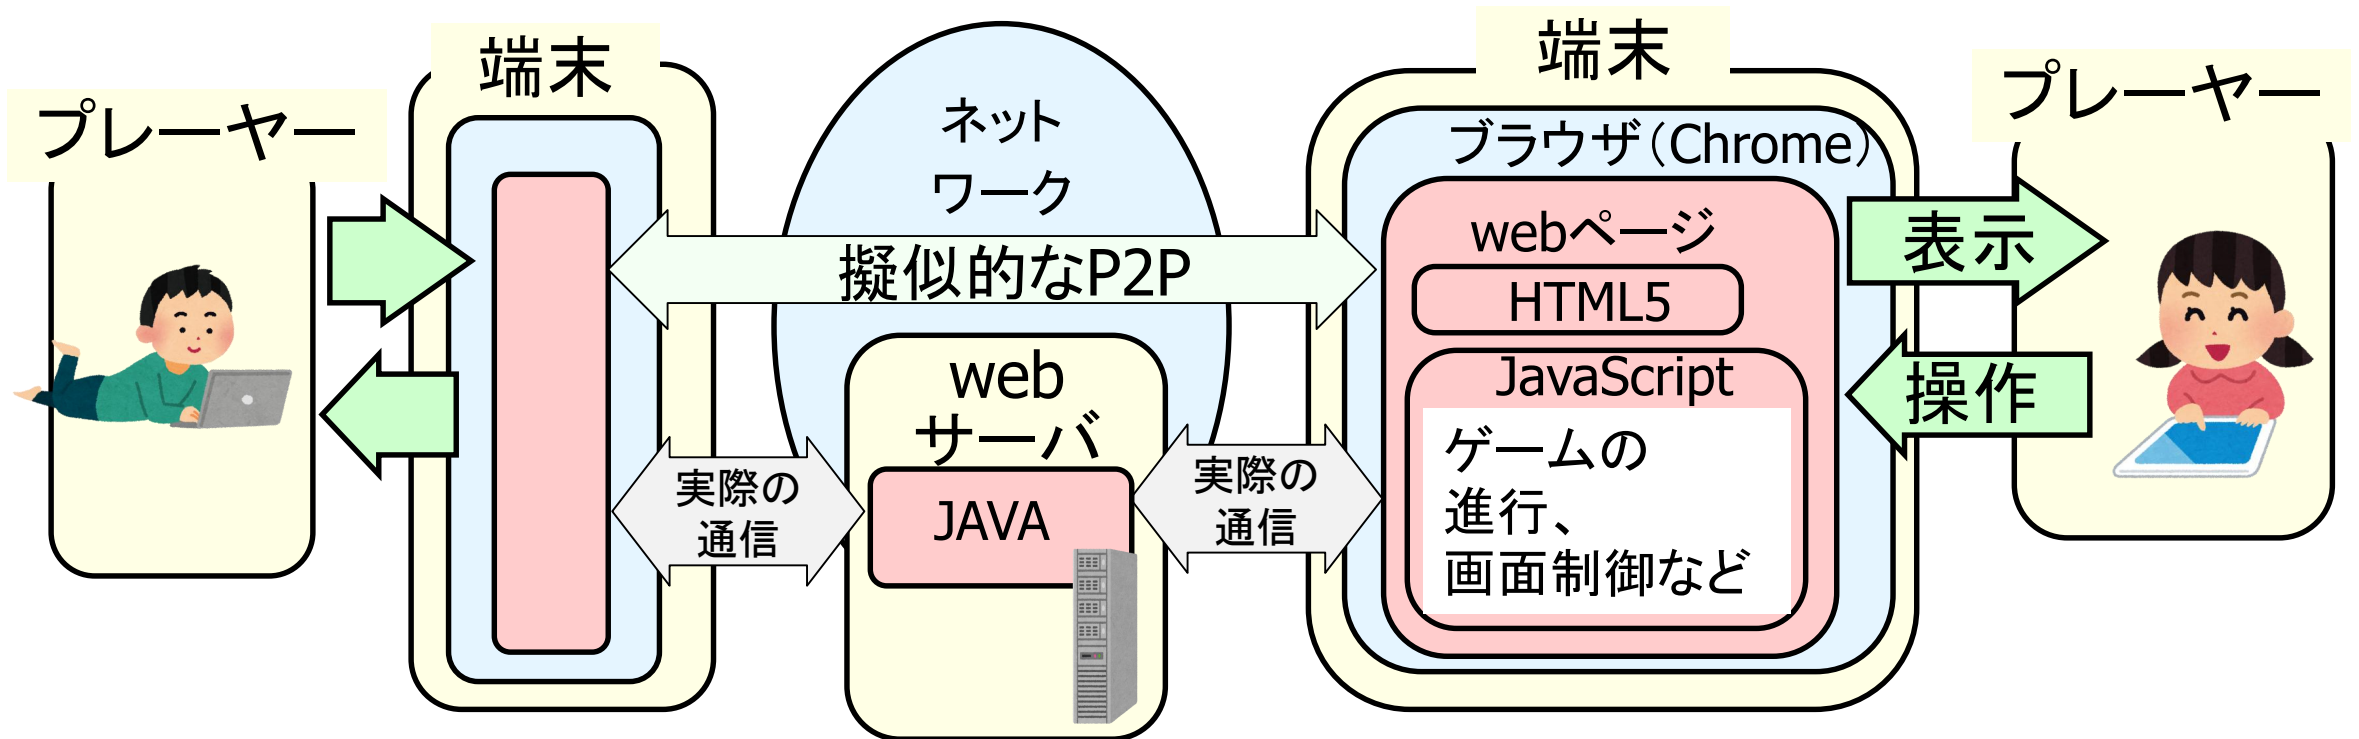 プレーヤー
端末
ネット
ワーク
擬似的なP2P
web
サーバ
JAVA
実際の
通信
実際の
通信
端末
ブラウザ（Chrome）
webページ
HTML5
JavaScript
ゲームの
進行、
画面制御など
表示
操作
プレーヤー